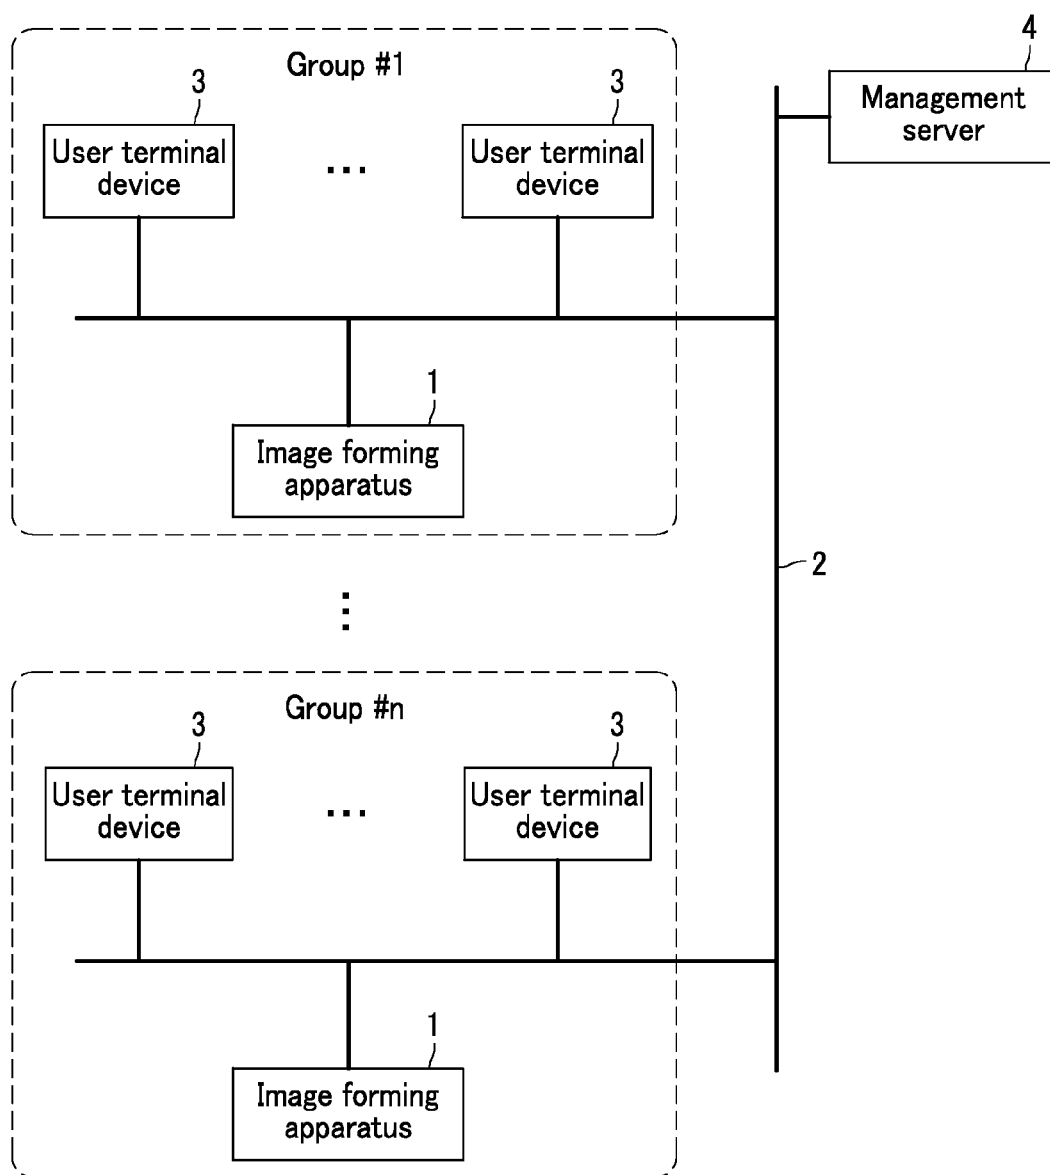 4
Management
server
Group #1
3
3
User terminal
device
...
User terminal
device
1
Image forming
apparatus
2
Group #n
3
3
User terminal
device
...
User terminal
device
1
Image forming
apparatus